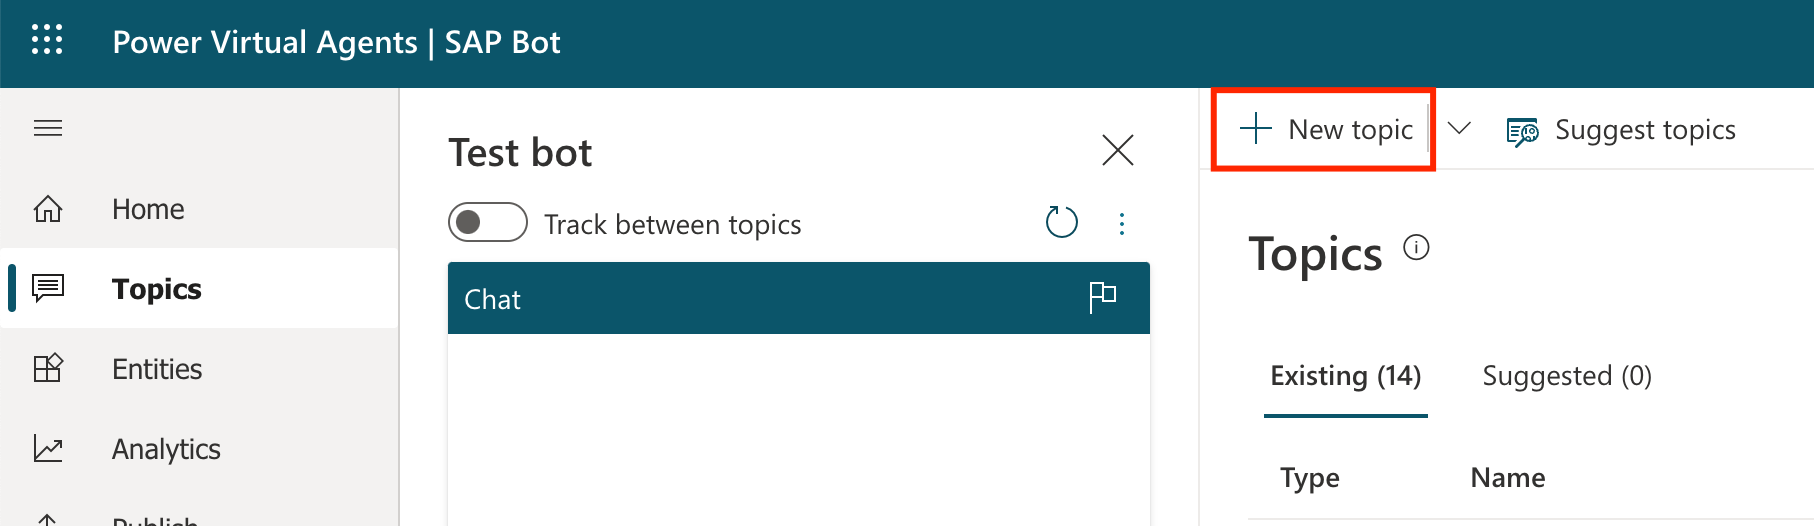 Power Virtual Agents | SAP Bot
Home
Topics
Entities
Analytics
Publish
Test bot
Track between topics
Chat
New topic
Suggest topics
Topics
Existing (14)
Suggested (0)
Type
Name